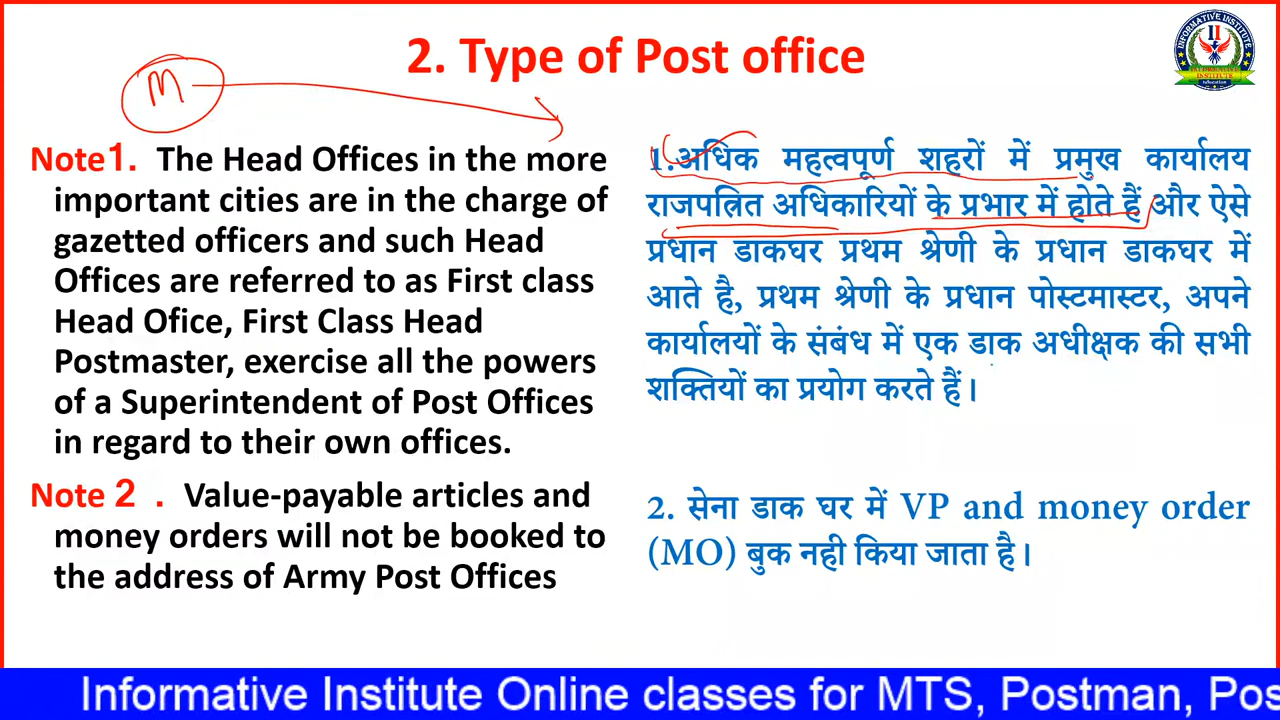 2. Type of Post office
INFORMATIVE INSTITUTE
INSTITUTE
M
Note1. The Head Offices in the more
important cities are in the charge of
gazetted officers and such Head
Offices are referred to as First class
Head Ofice, First Class Head
Postmaster, exercise all the powers
of a Superintendent of Post Offices
in regard to their own offices.
Note 2 . Value-payable articles and
money orders will not be booked to
the address of Army Post Offices
1.अधिक महत्वपूर्ण शहरों में प्रमुख कार्यालय
राजपत्रित अधिकारियों के प्रभार में होते हैं और ऐसे
प्रधान डाकघर प्रथम श्रेणी के प्रधान डाकघर में
आते है, प्रथम श्रेणी के प्रधान पोस्टमास्टर, अपने
कार्यालयों के संबंध में एक डाक अधीक्षक की सभी
शक्तियों का प्रयोग करते हैं।
2. सेना डाक घर में VP and money order
(MO) बुक नही किया जाता है।
Informative Institute Online classes for MTS, Postman, Pos